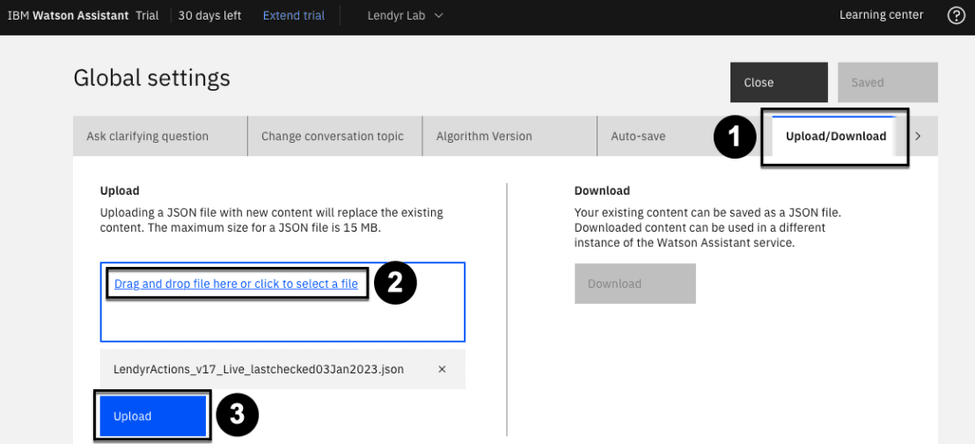 IBM Watson Assistant Trial 30 days left Extend trial Lendyr Lab Learning center ?
Global settings
Close Saved
Ask clarifying question Change conversation topic Algorithm Version Auto-save 1 Upload/Download
Upload
Uploading a JSON file with new content will replace the existing
content. The maximum size for a JSON file is 15 MB.
Drag and drop file here or click to select a file 2
LendyrActions_v17_Live_lastchecked03Jan2023.json ×
Upload 3
Download
Your existing content can be saved as a JSON file.
Downloaded content can be used in a different
instance of the Watson Assistant service.
Download